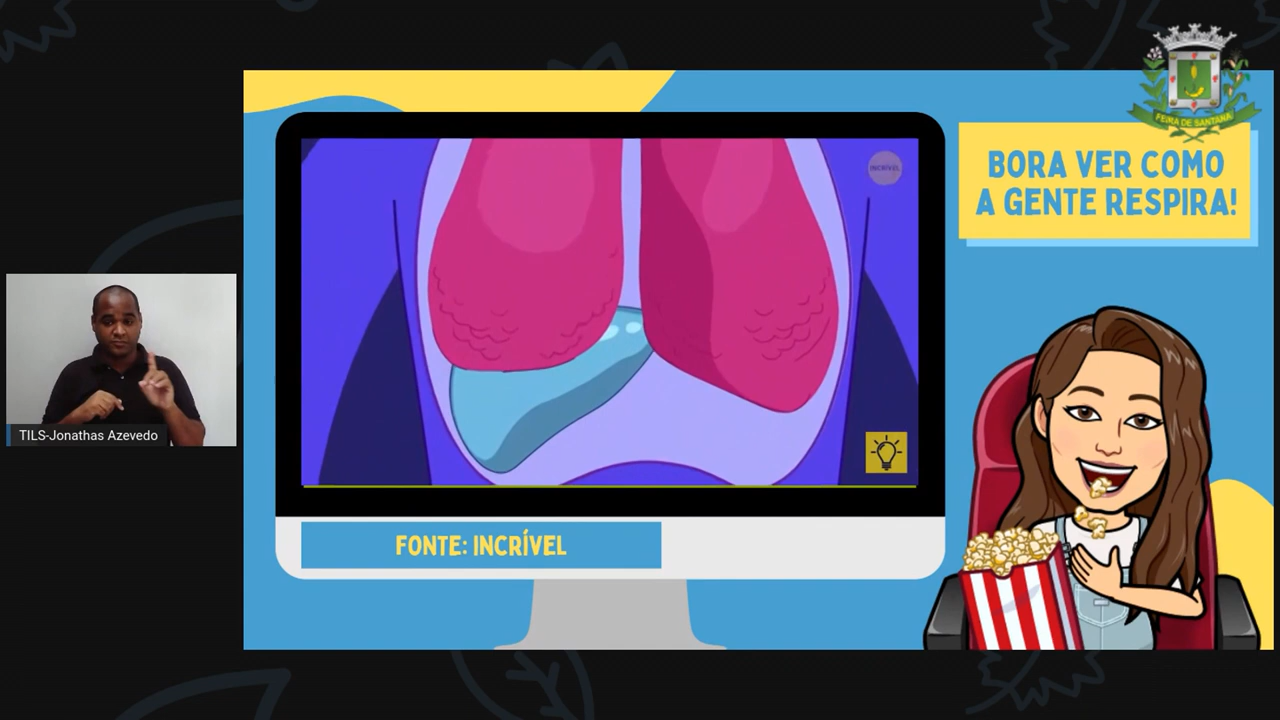 FEIRA DE SANTANA
BORA VER COMO
A GENTE RESPIRA!
INCRÍVEL
TILS-Jonathas Azevedo
FONTE: INCRÍVEL